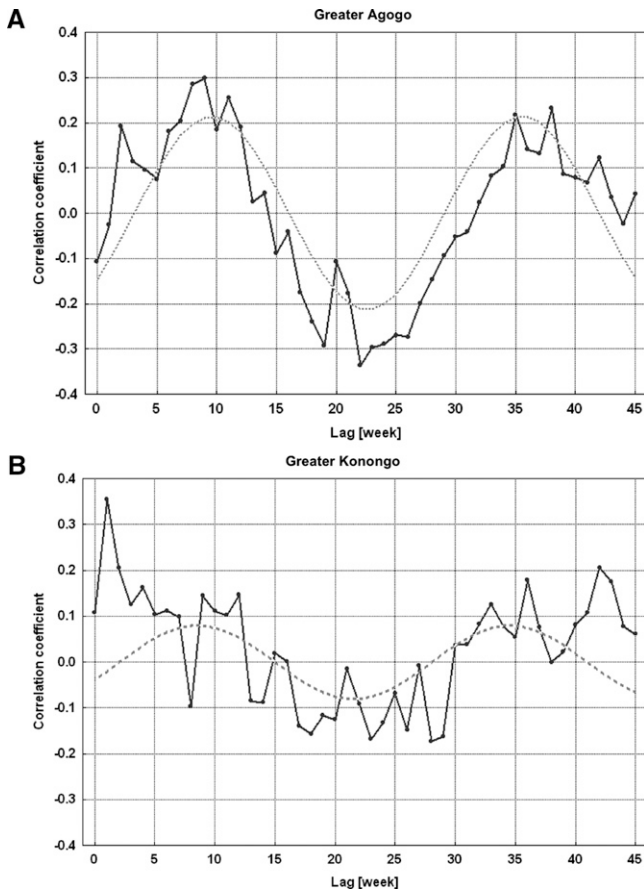 A
Greater Agogo
Correlation coefficient
0.4
0.3
0.2
0.1
0.0
-0.1
-0.2
-0.3
-0.4
0 5 10 15 20 25 30 35 40 45
Lag [week]
B
Greater Konongo
Correlation coefficient
0.4
0.3
0.2
0.1
0.0
-0.1
-0.2
-0.3
-0.4
0 5 10 15 20 25 30 35 40 45
Lag [week]